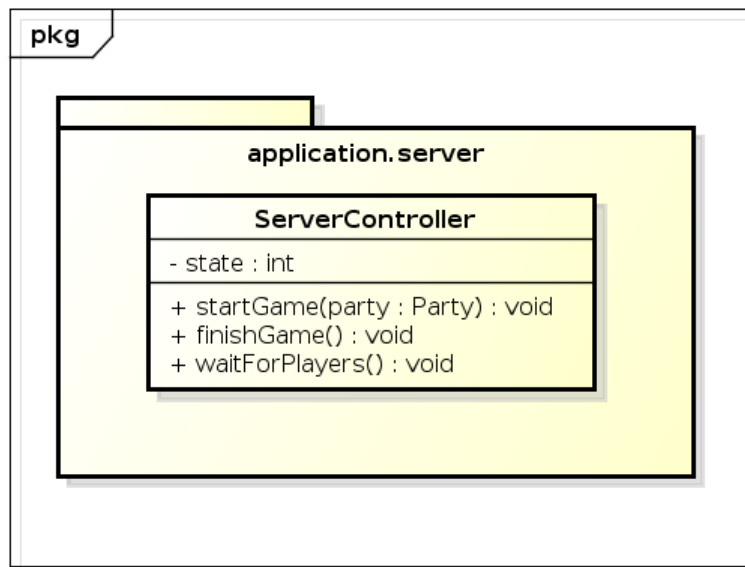 pkg
application.server
ServerController
- state : int
+ startGame(party : Party) : void
+ finishGame() : void
+ waitForPlayers() : void